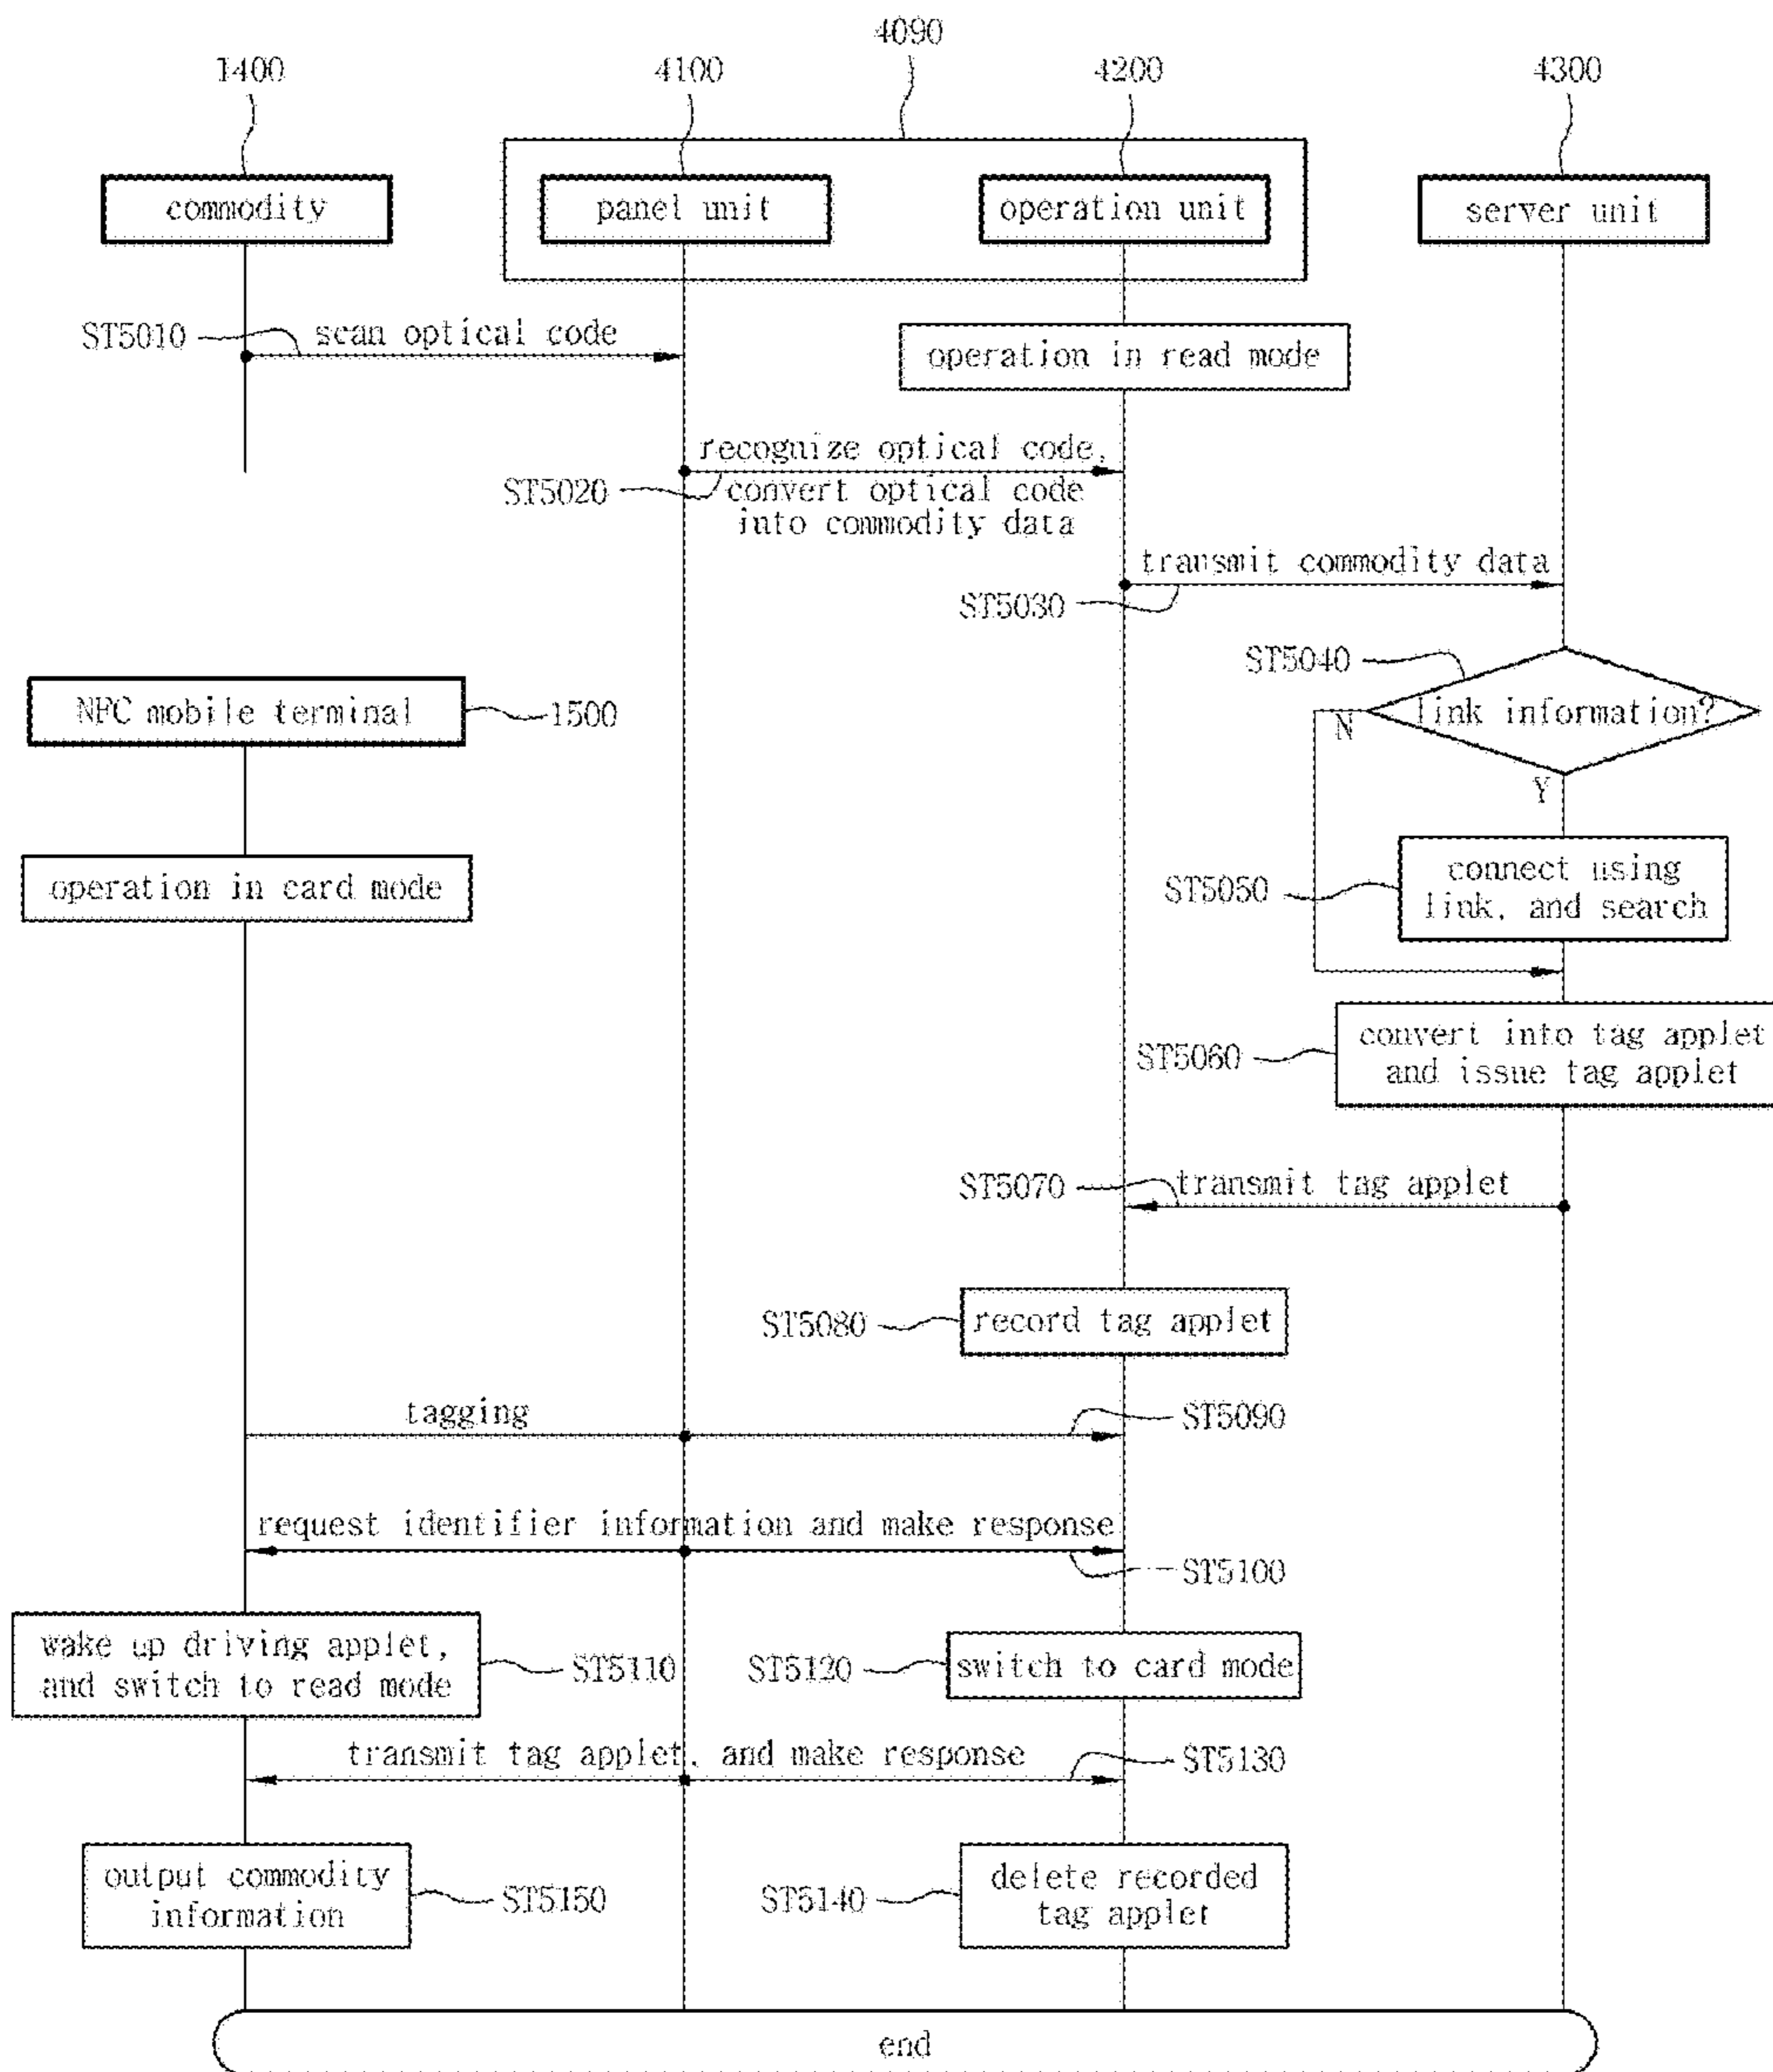 4090
1400
4100
4200
4300
commodity
panel unit
operation unit
server unit
ST5010
scan optical code
operation in read mode
recognize optical code,
ST5020
convert optical code
into commodity data
transmit commodity data
ST5030
ST5040
NFC mobile terminal
1500
link information?
N
Y
operation in card mode
ST5050
connect using
link, and search
ST5060
convert into tag applet
and issue tag applet
ST5070
transmit tag applet
ST5080
record tag applet
tagging
ST5090
request identifier information and make response
ST5100
wake up driving applet,
and switch to read mode
ST5110
ST5120
switch to card mode
transmit tag applet, and make response
ST5130
output commodity
information
ST5150
ST5140
delete recorded
tag applet
end